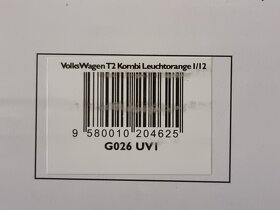 VolksWagen T2 Kombi Leuchtorange 1/12
9 580010 204625
G026 UV1